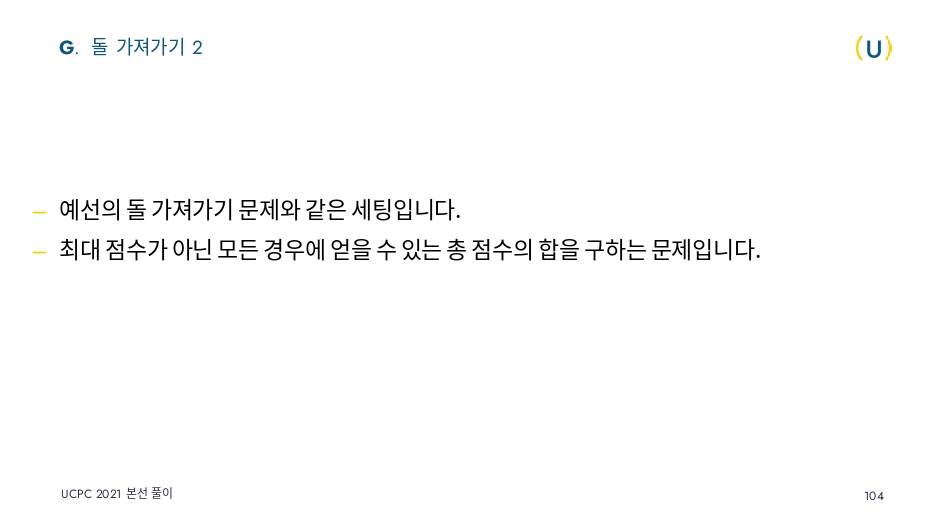 G. 돌 가져가기 2
(U)
– 예선의 돌 가져가기 문제와 같은 세팅입니다.
– 최대 점수가 아닌 모든 경우에 얻을 수 있는 총 점수의 합을 구하는 문제입니다.
UCPC 2021 본선 풀이
104